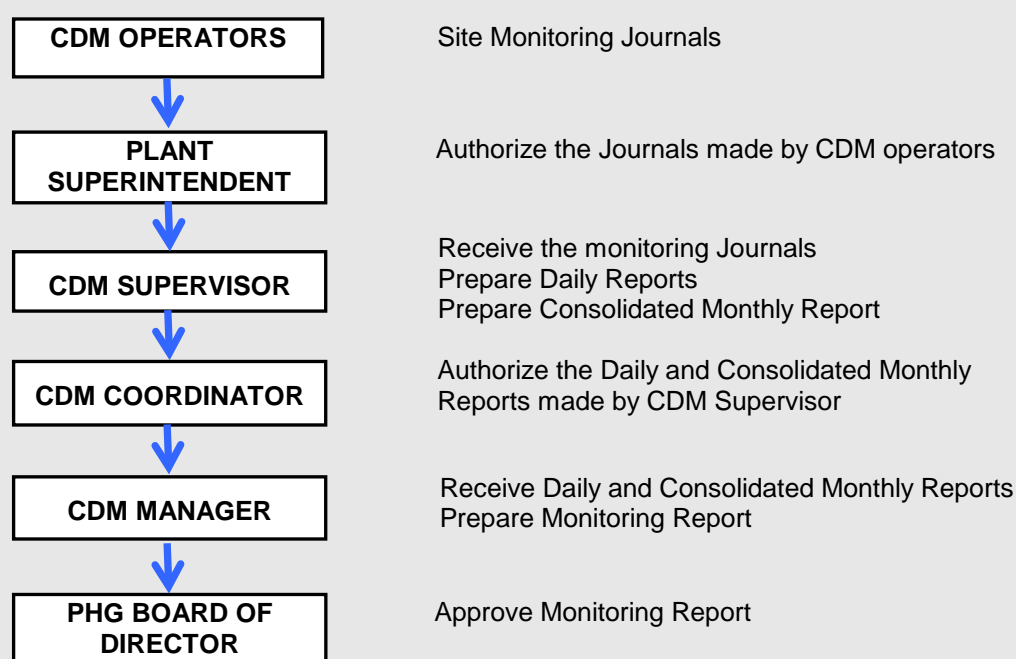 CDM OPERATORS
Site Monitoring Journals
PLANT
SUPERINTENDENT
Authorize the Journals made by CDM operators
CDM SUPERVISOR
Receive the monitoring Journals
Prepare Daily Reports
Prepare Consolidated Monthly Report
CDM COORDINATOR
Authorize the Daily and Consolidated Monthly
Reports made by CDM Supervisor
CDM MANAGER
Receive Daily and Consolidated Monthly Reports
Prepare Monitoring Report
PHG BOARD OF
DIRECTOR
Approve Monitoring Report